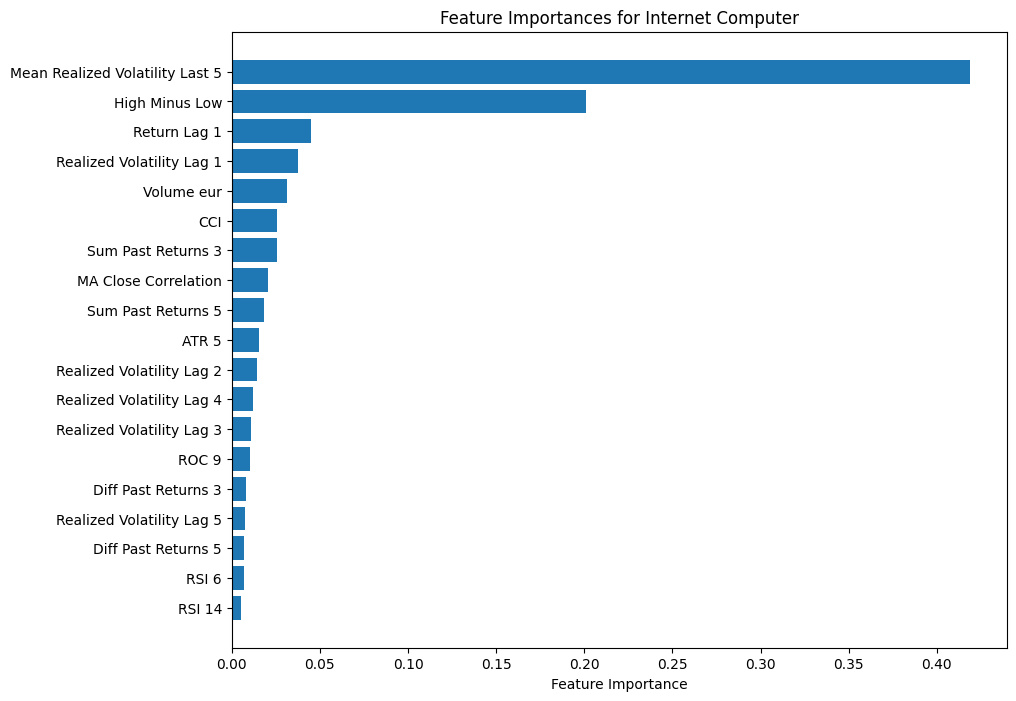 Feature Importances for Internet Computer
Mean Realized Volatility Last 5
High Minus Low
Return Lag 1
Realized Volatility Lag 1
Volume eur
CCI
Sum Past Returns 3
MA Close Correlation
Sum Past Returns 5
ATR 5
Realized Volatility Lag 2
Realized Volatility Lag 4
Realized Volatility Lag 3
ROC 9
Diff Past Returns 3
Realized Volatility Lag 5
Diff Past Returns 5
RSI 6
RSI 14
0.00 0.05 0.10 0.15 0.20 0.25 0.30 0.35 0.40
Feature Importance